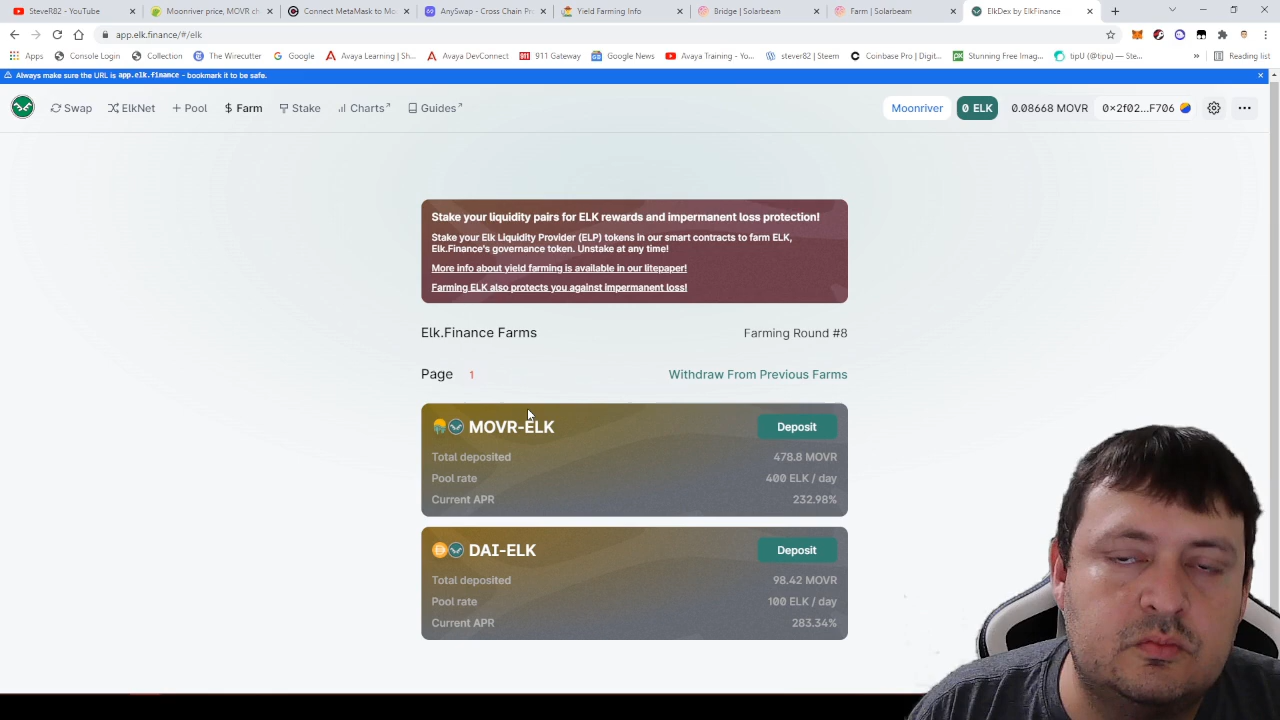 SteveR82 - YouTube
Moonriver price, MOVR ch
Connect MetaMask to Mo
AnySwap - Cross Chain P
Yield Farming Info
Bridge | Solarbeam
Farm | Solarbeam
ElkDex by ElkFinance
app.elk.finance/#/elk
Apps
Console Login
Collection
The Wirecutter
Google
Avaya Learning | Sh...
Avaya DevConnect
911 Gateway
Google News
Avaya Training - Yo...
stever82 | Steem
Coinbase Pro | Digit...
Stunning Free Imag...
tipU (@tipu) — Ste...
»
Reading list
Always make sure the URL is app.elk.finance - bookmark it to be safe.
Swap
ElkNet
+ Pool
$ Farm
Stake
Charts↗
Guides↗
Moonriver
0 ELK
0.08668 MOVR
0x2f02...F706
Stake your liquidity pairs for ELK rewards and impermanent loss protection!
Stake your Elk Liquidity Provider (ELP) tokens in our smart contracts to farm ELK,
Elk.Finance's governance token. Unstake at any time!
More info about yield farming is available in our litepaper!
Farming ELK also protects you against impermanent loss!
Elk.Finance Farms
Farming Round #8
Page 1
Withdraw From Previous Farms
MOVR-ELK
Deposit
Total deposited
478.8 MOVR
Pool rate
400 ELK / day
Current APR
232.98%
DAI-ELK
Deposit
Total deposited
98.42 MOVR
Pool rate
100 ELK / day
Current APR
283.34%